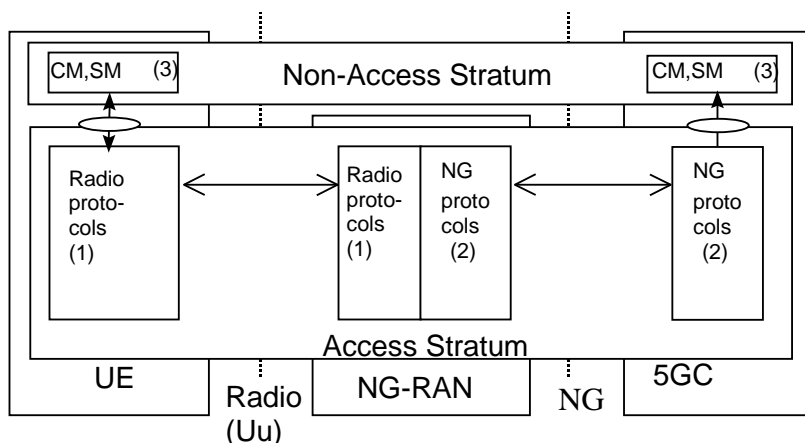 CM,SM (3)
Non-Access Stratum
CM,SM (3)
Radio
proto-
cols
(1)
Radio
proto-
cols
(1)
NG
proto
cols
(2)
NG
proto
cols
(2)
Access Stratum
UE
Radio
(Uu)
NG-RAN
NG
5GC